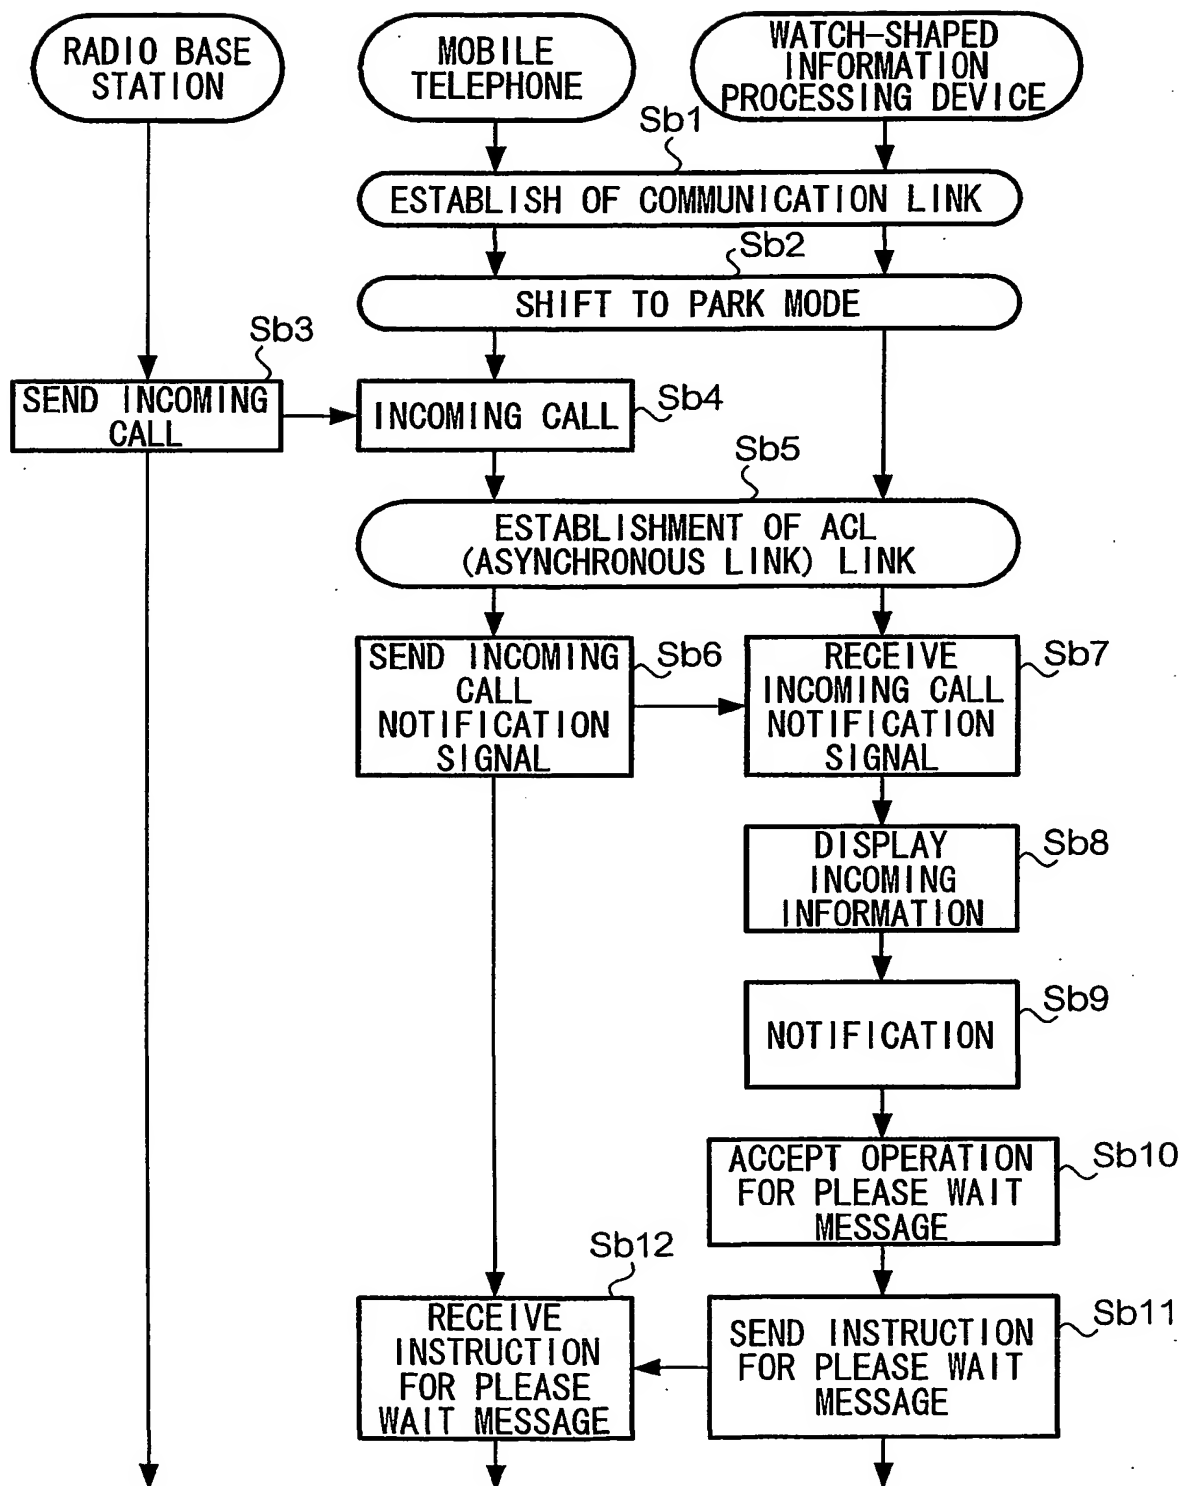 RADIO BASE
STATION
MOBILE
TELEPHONE
WATCH-SHAPED
INFORMATION
PROCESSING DEVICE
Sb1
ESTABLISH OF COMMUNICATION LINK
Sb2
SHIFT TO PARK MODE
Sb3
SEND INCOMING
CALL
INCOMING CALL
Sb4
Sb5
ESTABLISHMENT OF ACL
(ASYNCHRONOUS LINK) LINK
SEND INCOMING
CALL
NOTIFICATION
SIGNAL
Sb6
RECEIVE
INCOMING CALL
NOTIFICATION
SIGNAL
Sb7
DISPLAY
INCOMING
INFORMATION
Sb8
NOTIFICATION
Sb9
ACCEPT OPERATION
FOR PLEASE WAIT
MESSAGE
Sb10
Sb12
RECEIVE
INSTRUCTION
FOR PLEASE
WAIT MESSAGE
SEND INSTRUCTION
FOR PLEASE WAIT
MESSAGE
Sb11